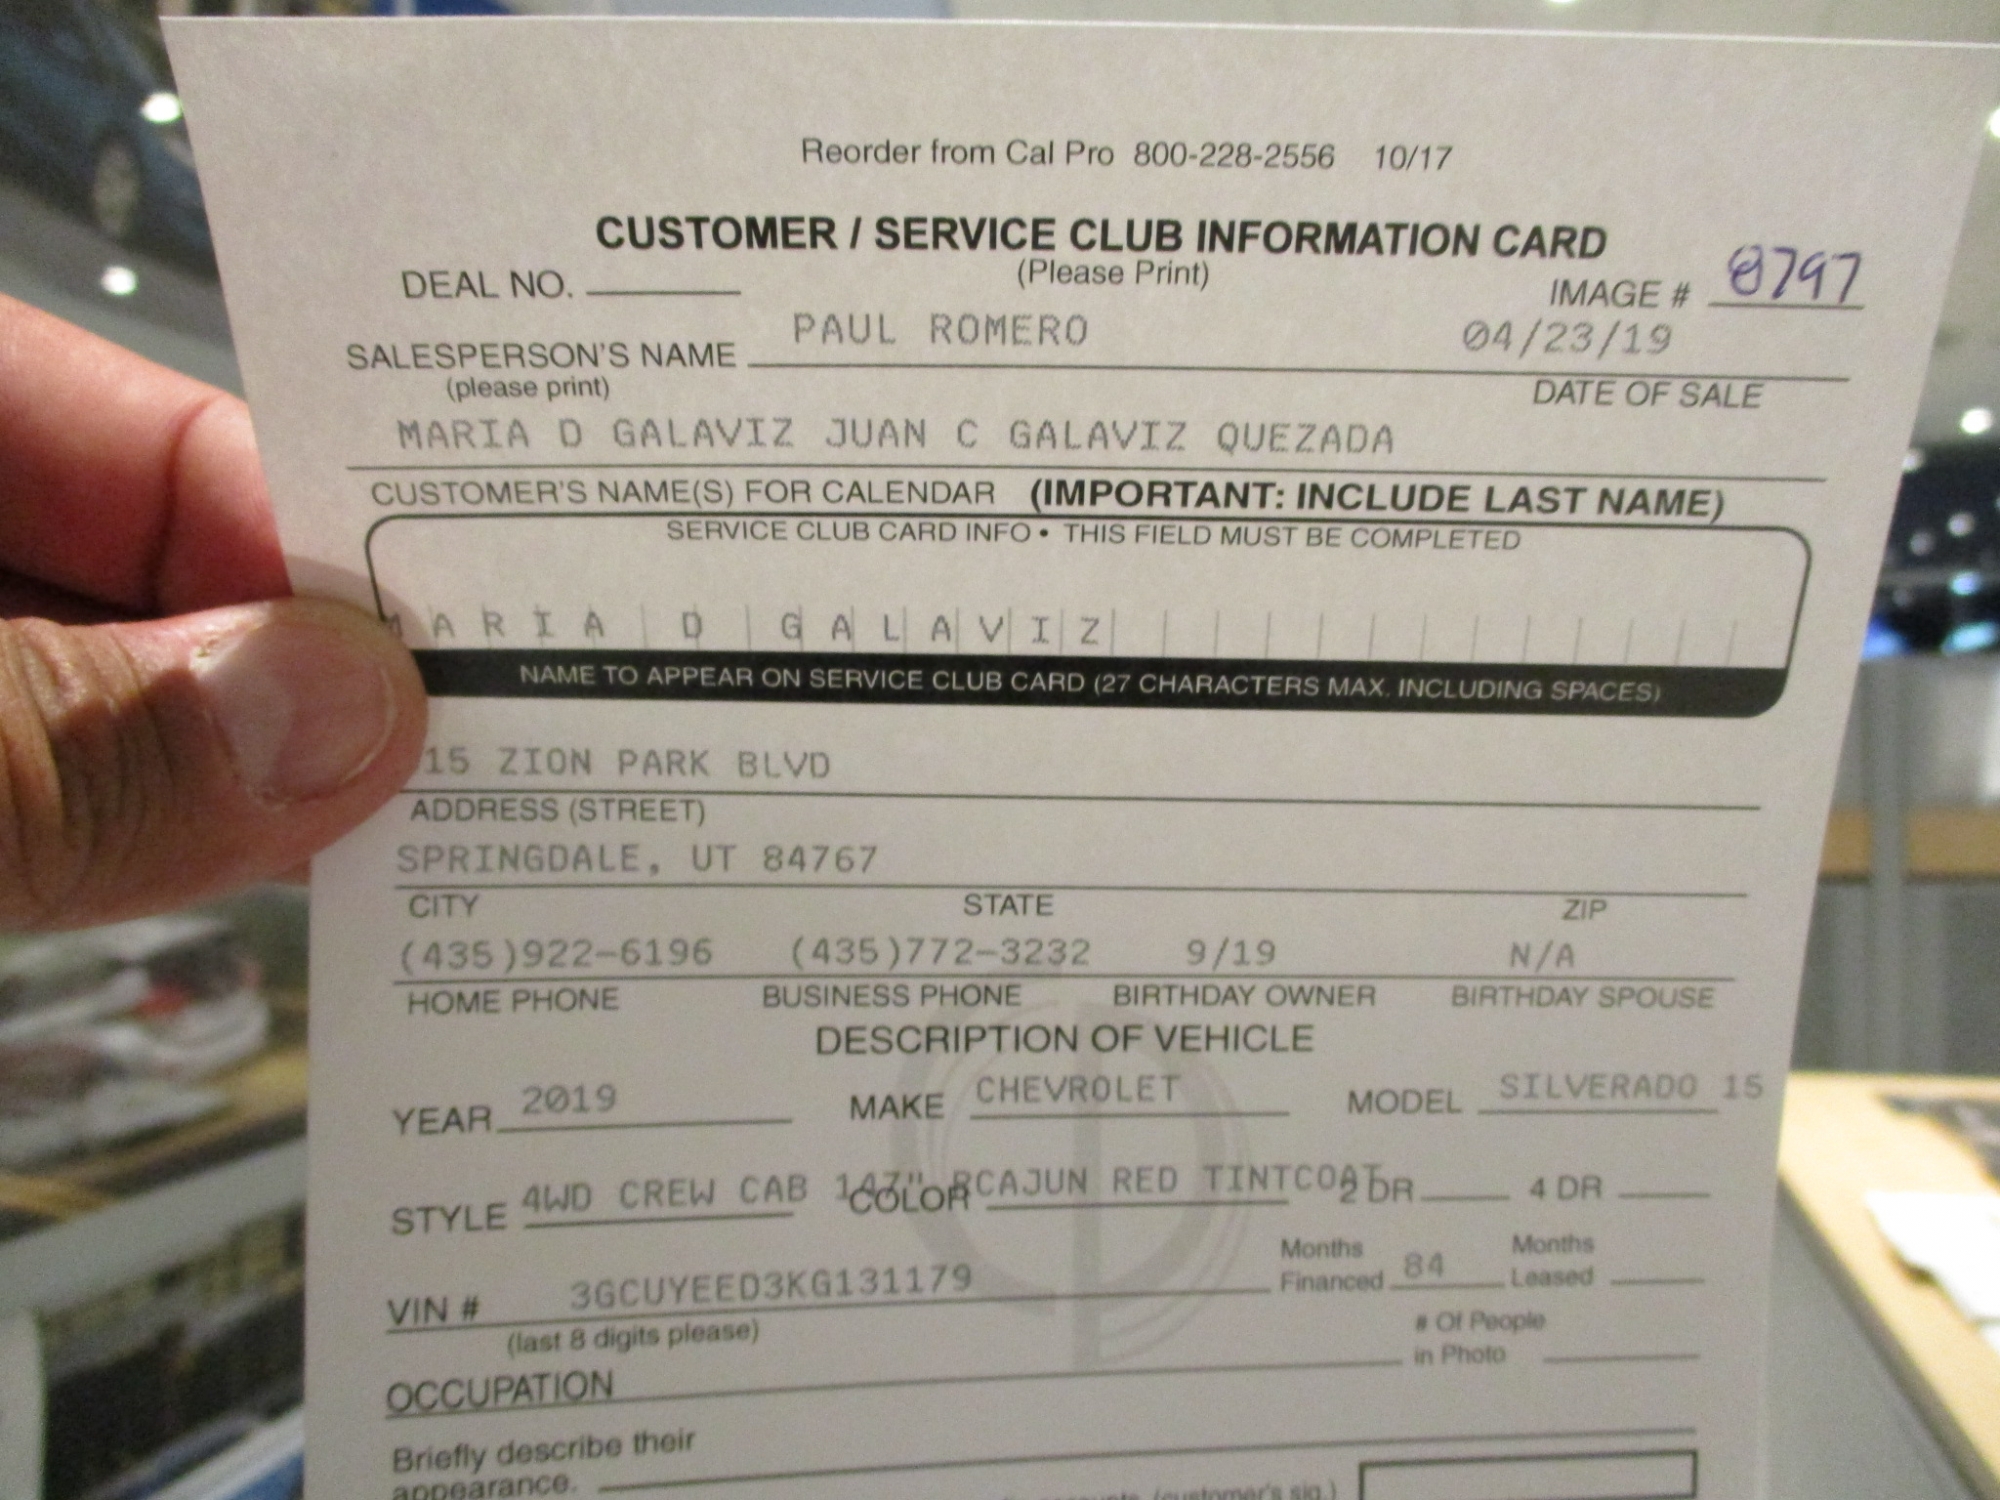 Reorder from Cal Pro 800-228-2556 10/17
CUSTOMER / SERVICE CLUB INFORMATION CARD
(Please Print)
DEAL NO.
IMAGE # 8797
SALESPERSON'S NAME PAUL ROMERO 04/23/19
(please print) DATE OF SALE
MARIA D GALAVIZ JUAN C GALAVIZ QUEZADA
CUSTOMER'S NAME(S) FOR CALENDAR (IMPORTANT: INCLUDE LAST NAME)
SERVICE CLUB CARD INFO • THIS FIELD MUST BE COMPLETED
MARIA D GALAVIZ
NAME TO APPEAR ON SERVICE CLUB CARD (27 CHARACTERS MAX. INCLUDING SPACES)
15 ZION PARK BLVD
ADDRESS (STREET)
SPRINGDALE, UT 84767
CITY STATE ZIP
(435)922-6196 (435)772-3232 9/19 N/A
HOME PHONE BUSINESS PHONE BIRTHDAY OWNER BIRTHDAY SPOUSE
DESCRIPTION OF VEHICLE
YEAR 2019 MAKE CHEVROLET MODEL SILVERADO 15
STYLE 4WD CREW CAB 147" COLOR CAJUN RED TINTCOAT 2 DR 4 DR
VIN # 3GCUYEED3KG131179 Months Financed 84 Months Leased
(last 8 digits please)
# Of People in Photo
OCCUPATION
Briefly describe their
appearance.
(customer's sig.)